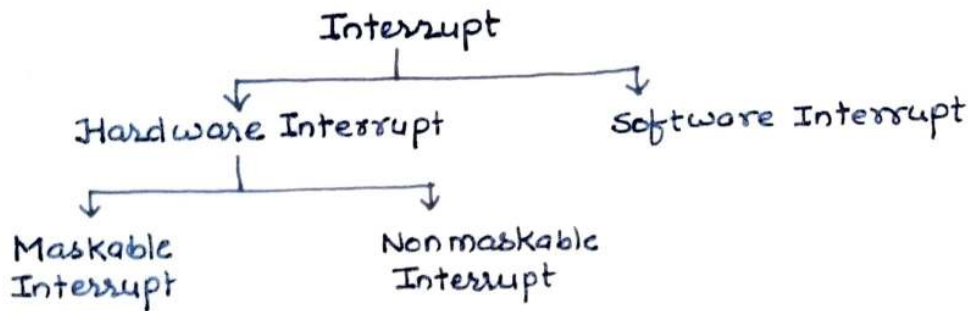 Interrupt
Hardware Interrupt
Software Interrupt
Maskable
Interrupt
Nonmaskable
Interrupt